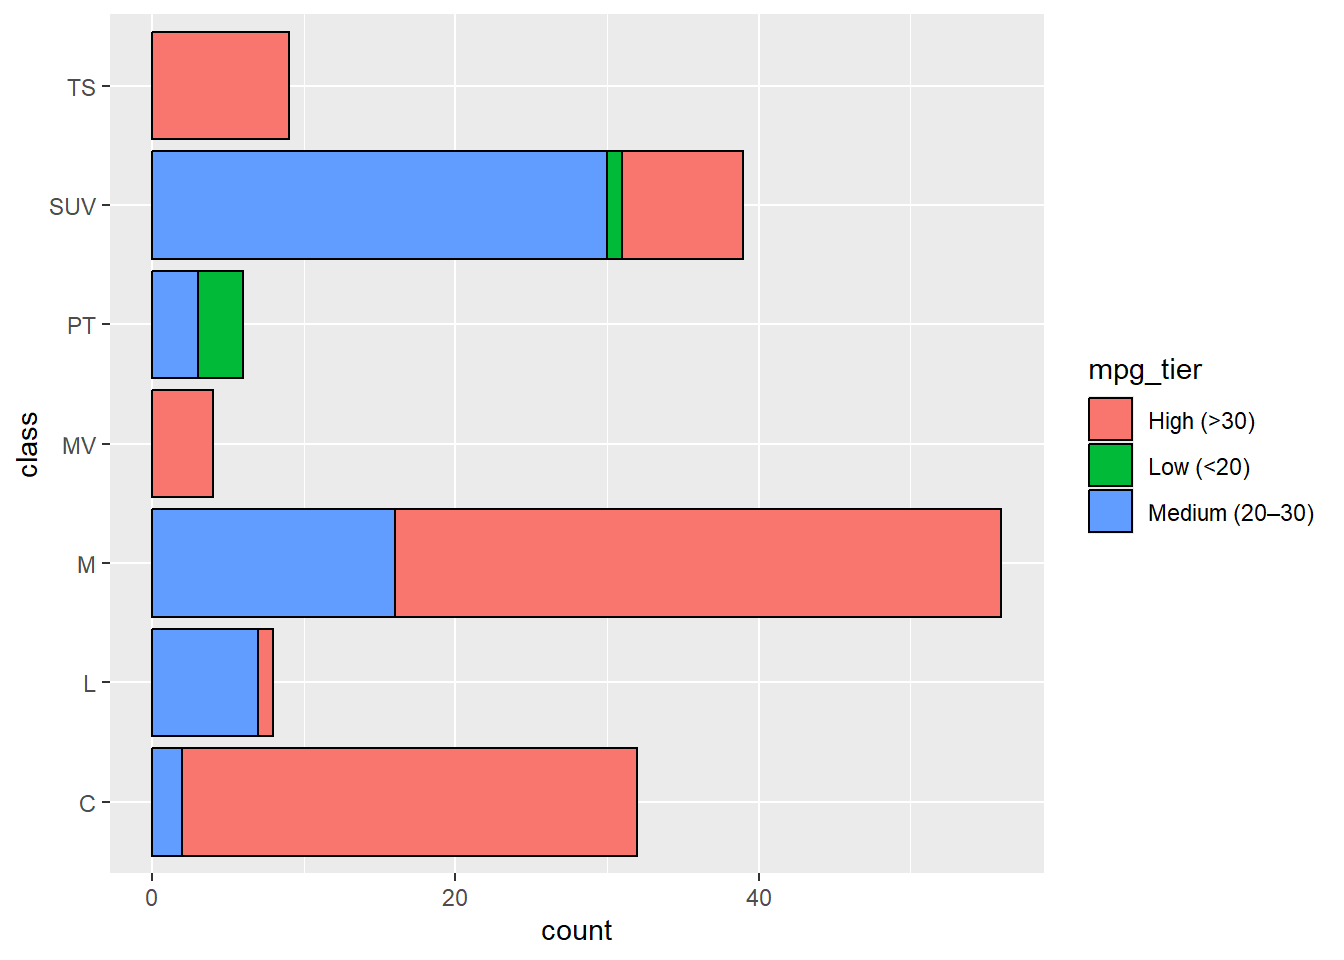 TS
SUV
PT
MV
M
L
C
class
0
20
40
count
mpg_tier
High (>30)
Low (<20)
Medium (20–30)